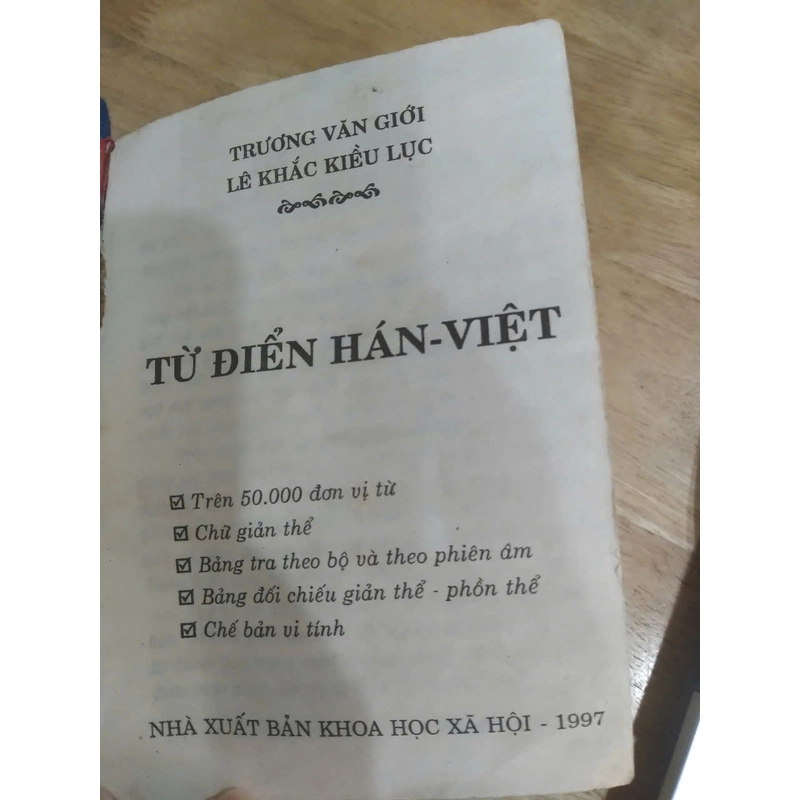 TRƯƠNG VĂN GIỚI
LÊ KHẮC KIỀU LỤC
TỪ ĐIỂN HÁN-VIỆT
☑ Trên 50.000 đơn vị từ
☑ Chữ giản thể
☑ Bảng tra theo bộ và theo phiên âm
☑ Bảng đối chiếu giản thể - phồn thể
☑ Chế bản vi tính
NHÀ XUẤT BẢN KHOA HỌC XÃ HỘI - 1997